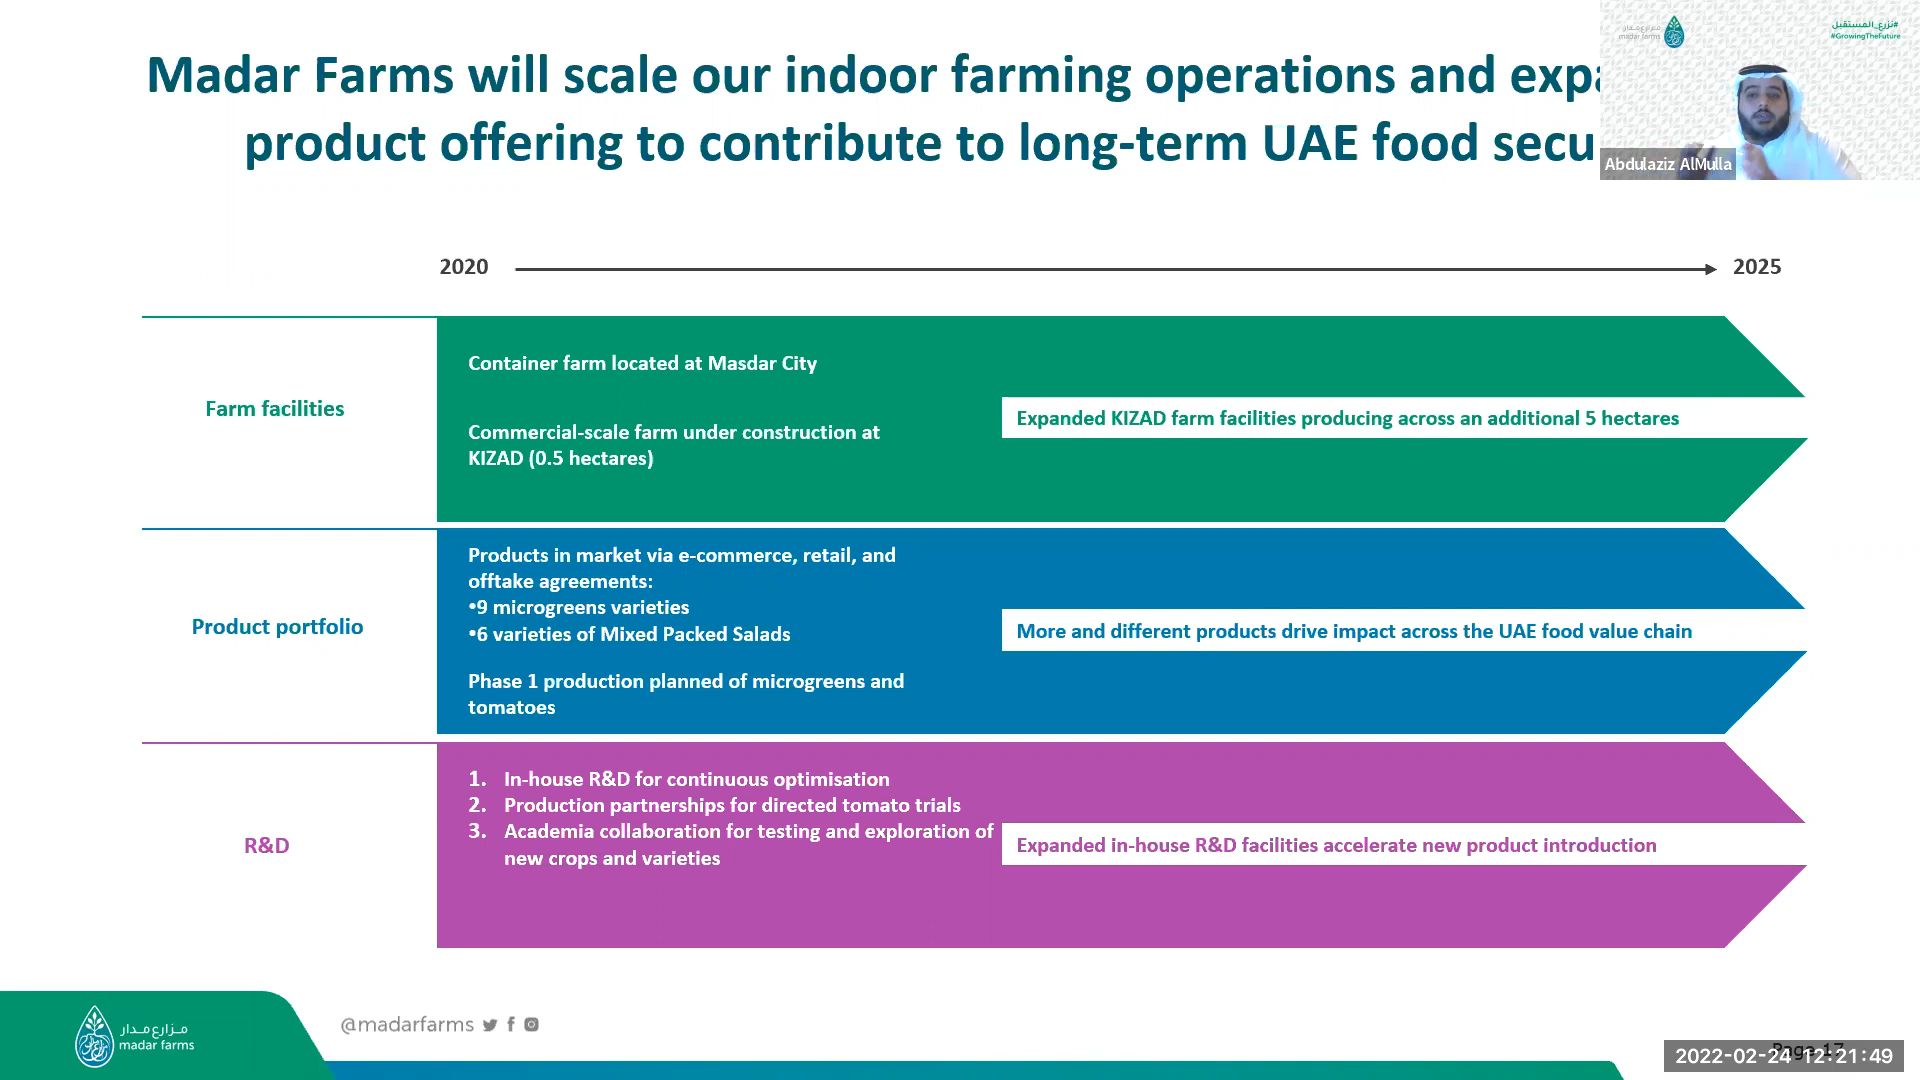 Madar Farms will scale our indoor farming operations and expa
product offering to contribute to long-term UAE food secu
مزارع مدار
madar farms
#نزرع_المستقبل
#GrowingTheFuture
Abdulaziz AlMulla
2020
2025
Farm facilities
Container farm located at Masdar City
Commercial-scale farm under construction at
KIZAD (0.5 hectares)
Expanded KIZAD farm facilities producing across an additional 5 hectares
Product portfolio
Products in market via e-commerce, retail, and
offtake agreements:
•9 microgreens varieties
•6 varieties of Mixed Packed Salads
Phase 1 production planned of microgreens and
tomatoes
More and different products drive impact across the UAE food value chain
R&D
1. In-house R&D for continuous optimisation
2. Production partnerships for directed tomato trials
3. Academia collaboration for testing and exploration of
new crops and varieties
Expanded in-house R&D facilities accelerate new product introduction
مزارع مدار
madar farms
@madarfarms
Page 17
2022-02-24 12:21:49